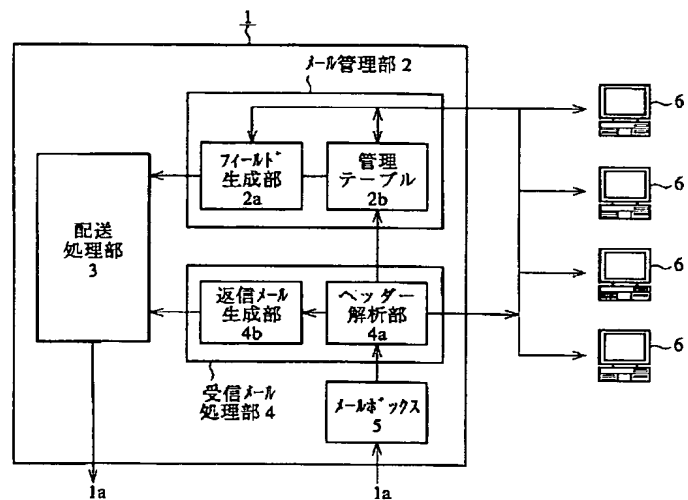 1
メール管理部 2
フィールド
生成部
2a
管理
テーブル
2b
配送
処理部
3
返信メール
生成部
4b
ヘッダー
解析部
4a
受信メール
処理部 4
メールボックス
5
1a
1a
6
6
6
6